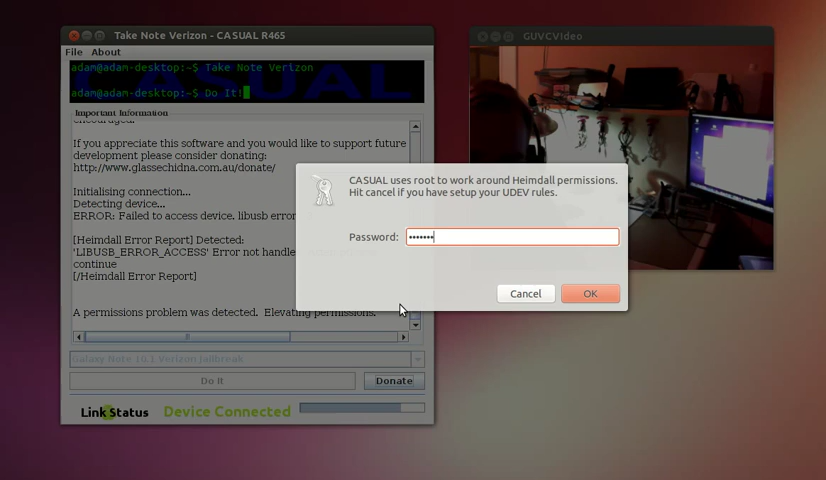 Take Note Verizon - CASUAL R465
File About
adam@adam-desktop:~$ Take Note Verizon
adam@adam-desktop:~$ Do It!
Important Information
encouraged.
If you appreciate this software and you would like to support future
development please consider donating:
http://www.glassechidna.com.au/donate/
Initialising connection...
Detecting device...
ERROR: Failed to access device. libusb error
[Heimdall Error Report] Detected:
'LIBUSB_ERROR_ACCESS' Error not handle
continue
[/Heimdall Error Report]
A permissions problem was detected. Elevating permissions.
Galaxy Note 10.1 Verizon Jailbreak
Do It
Donate
Link Status
Device Connected
GUVCVideo
CASUAL uses root to work around Heimdall permissions.
Hit cancel if you have setup your UDEV rules.
Password: •••••••
Cancel
OK